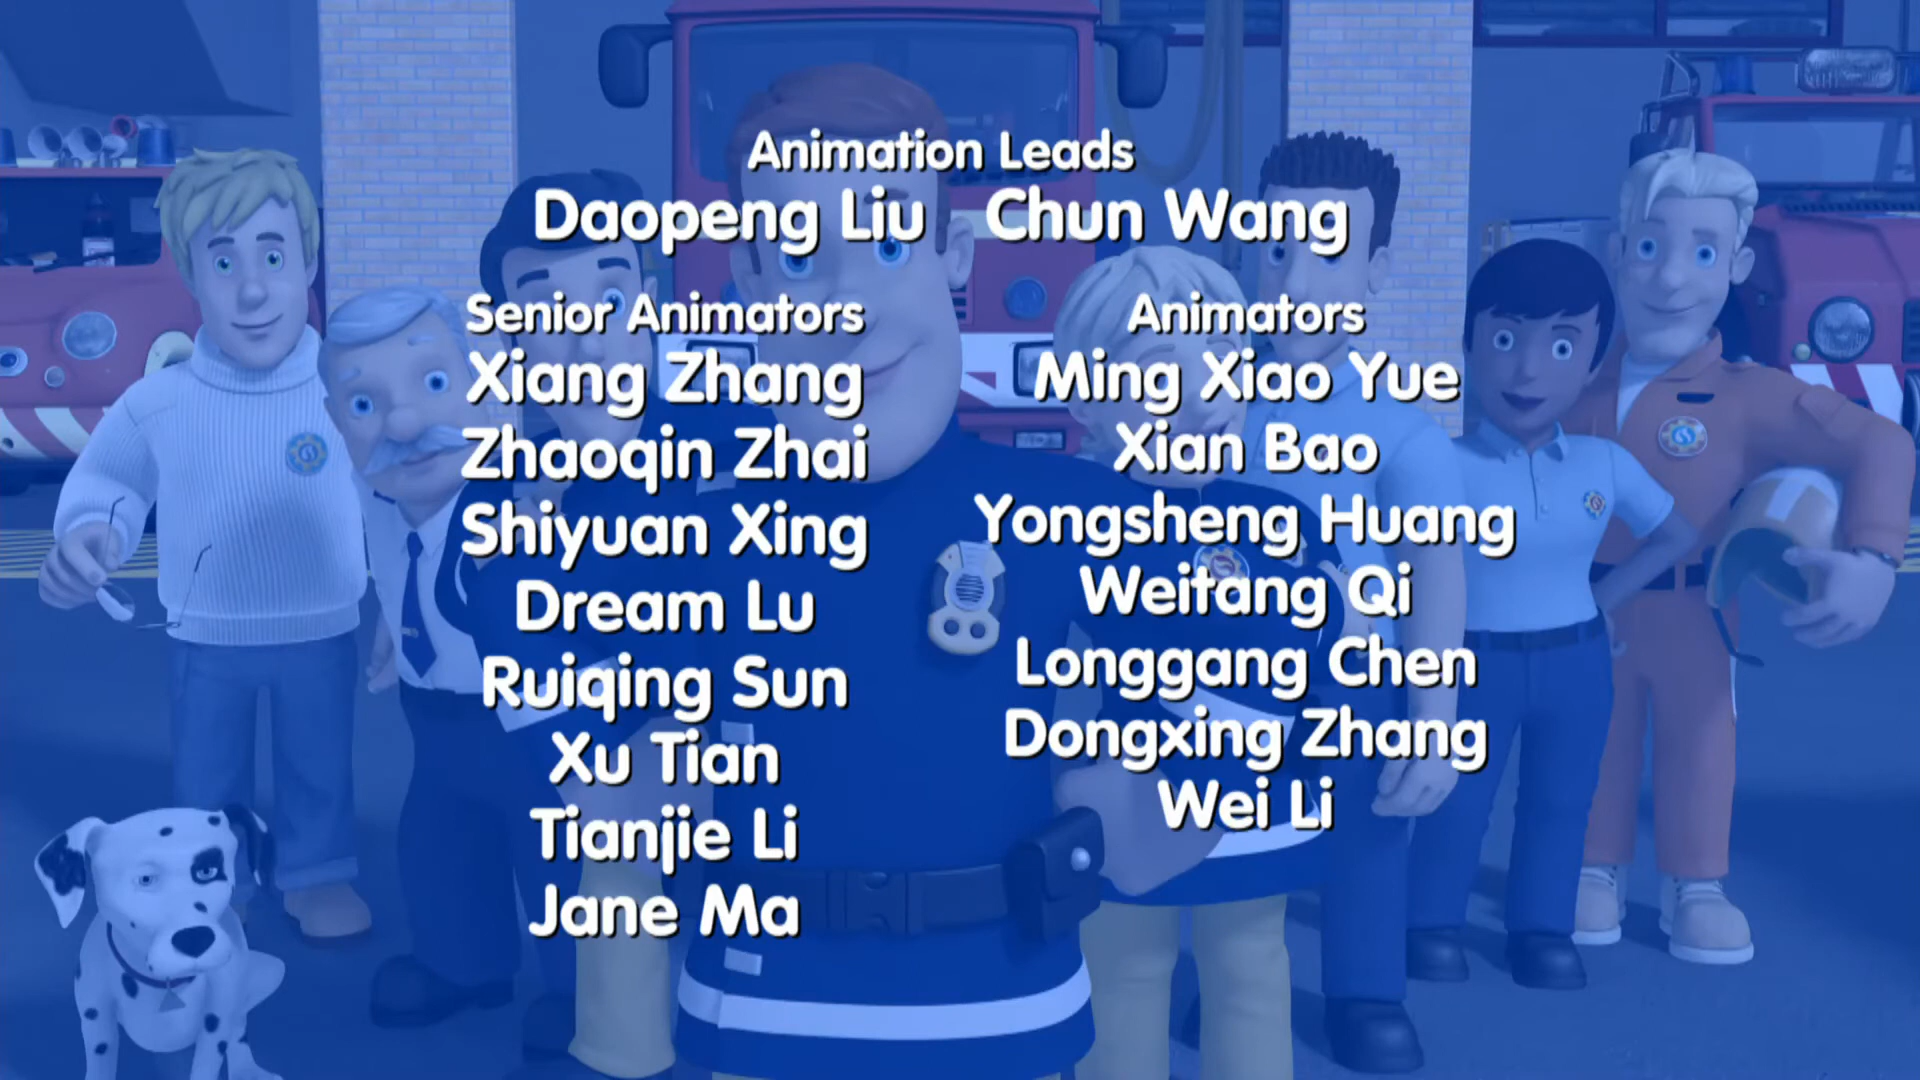 Animation Leads
Daopeng Liu Chun Wang
Senior Animators
Xiang Zhang
Zhaoqin Zhai
Shiyuan Xing
Dream Lu
Ruiqing Sun
Xu Tian
Tianjie Li
Jane Ma
Animators
Ming Xiao Yue
Xian Bao
Yongsheng Huang
Weitang Qi
Longgang Chen
Dongxing Zhang
Wei Li